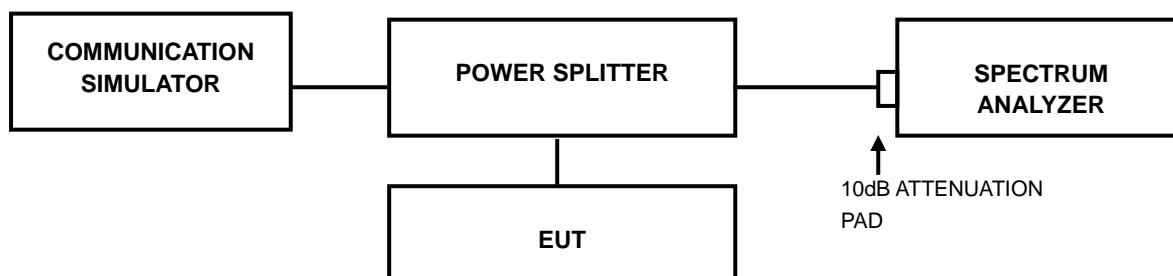 COMMUNICATION
SIMULATOR
POWER SPLITTER
SPECTRUM
ANALYZER
10dB ATTENUATION
PAD
EUT